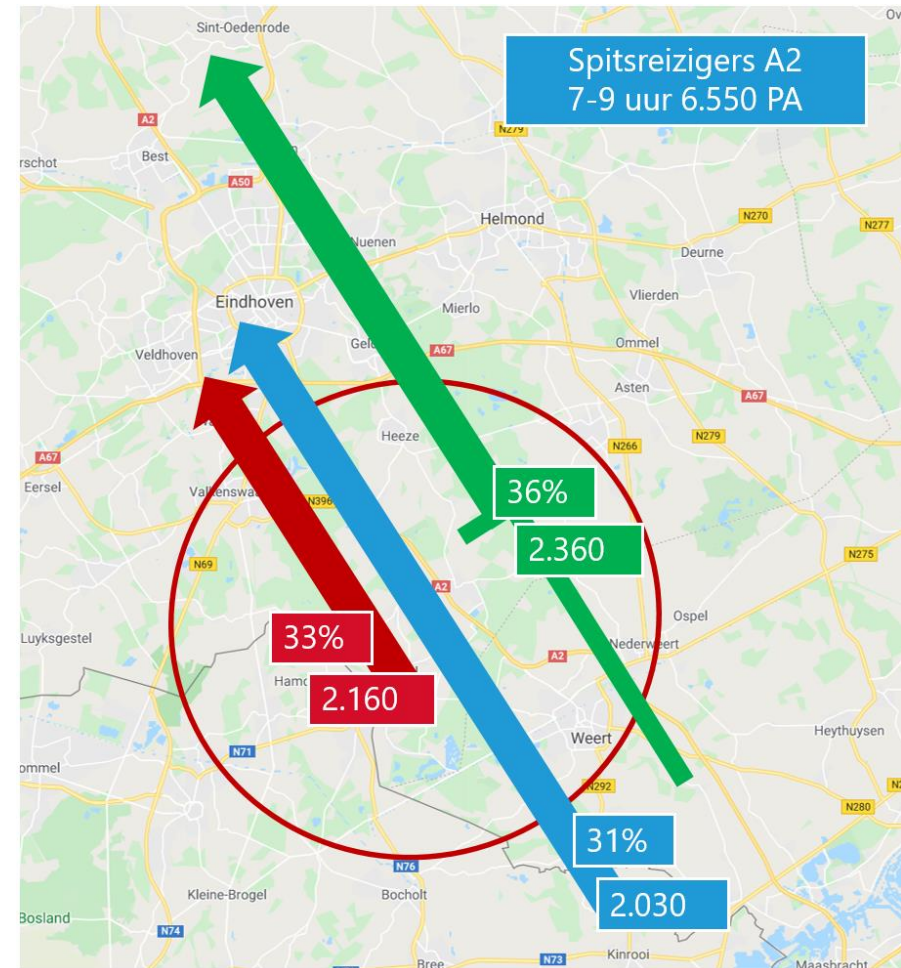 Sint-Oedenrode
Spitsreizigers A2
7-9 uur 6.550 PA
A2
N279
Best
A50
Helmond
N270
N277
Nuenen
Deurne
Eindhoven
Mierlo
Vlierden
Veldhoven
A67
Ommel
Asten
A67
Heeze
N266
N279
A67
Eersel
36%
N396
2.360
N275
N69
A2
Ospel
33%
Luyksgestel
A2
Nederweert
2.160
Weert
Heythuysen
N71
N292
N280
31%
N76
Kleine-Brogel
Bocholt
2.030
Bosland
N74
Kinrooi
Bree
N73
Maasbracht